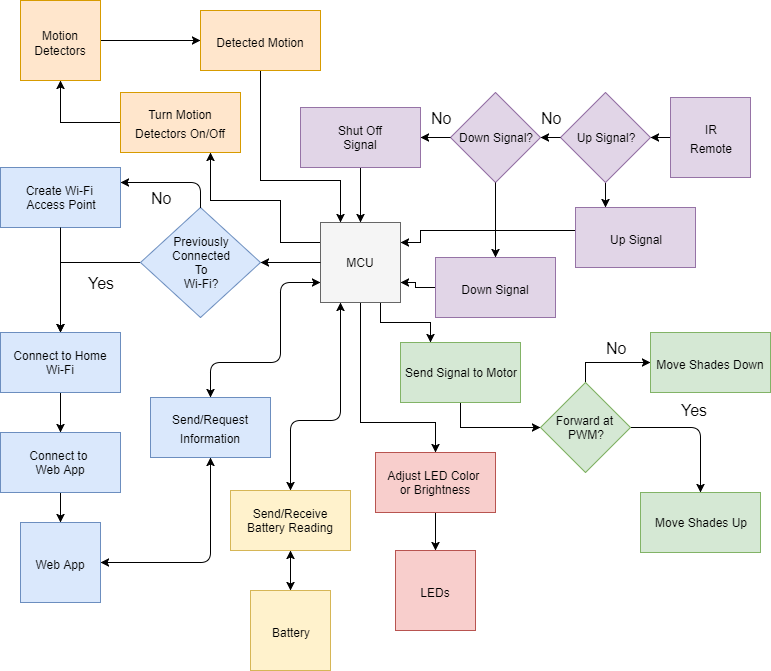 Motion
Detectors
Detected Motion
Turn Motion
Detectors On/Off
Shut Off
Signal
No
Down Signal?
No
Up Signal?
IR
Remote
Create Wi-Fi
Access Point
No
Previously
Connected
To
Wi-Fi?
Yes
MCU
Up Signal
Down Signal
Connect to Home
Wi-Fi
Send Signal to Motor
No
Move Shades Down
Send/Request
Information
Forward at
PWM?
Yes
Connect to
Web App
Adjust LED Color
or Brightness
Send/Receive
Battery Reading
Move Shades Up
Web App
LEDs
Battery